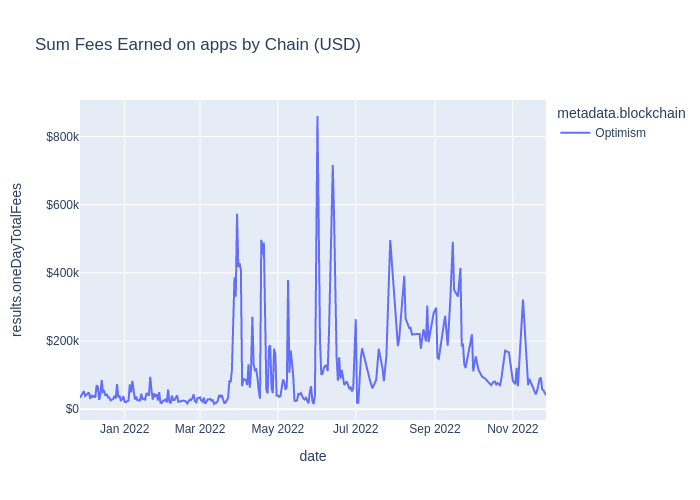 Sum Fees Earned on apps by Chain (USD)
metadata.blockchain
Optimism
results.oneDayTotalFees
$800k
$600k
$400k
$200k
$0
Jan 2022
Mar 2022
May 2022
Jul 2022
Sep 2022
Nov 2022
date